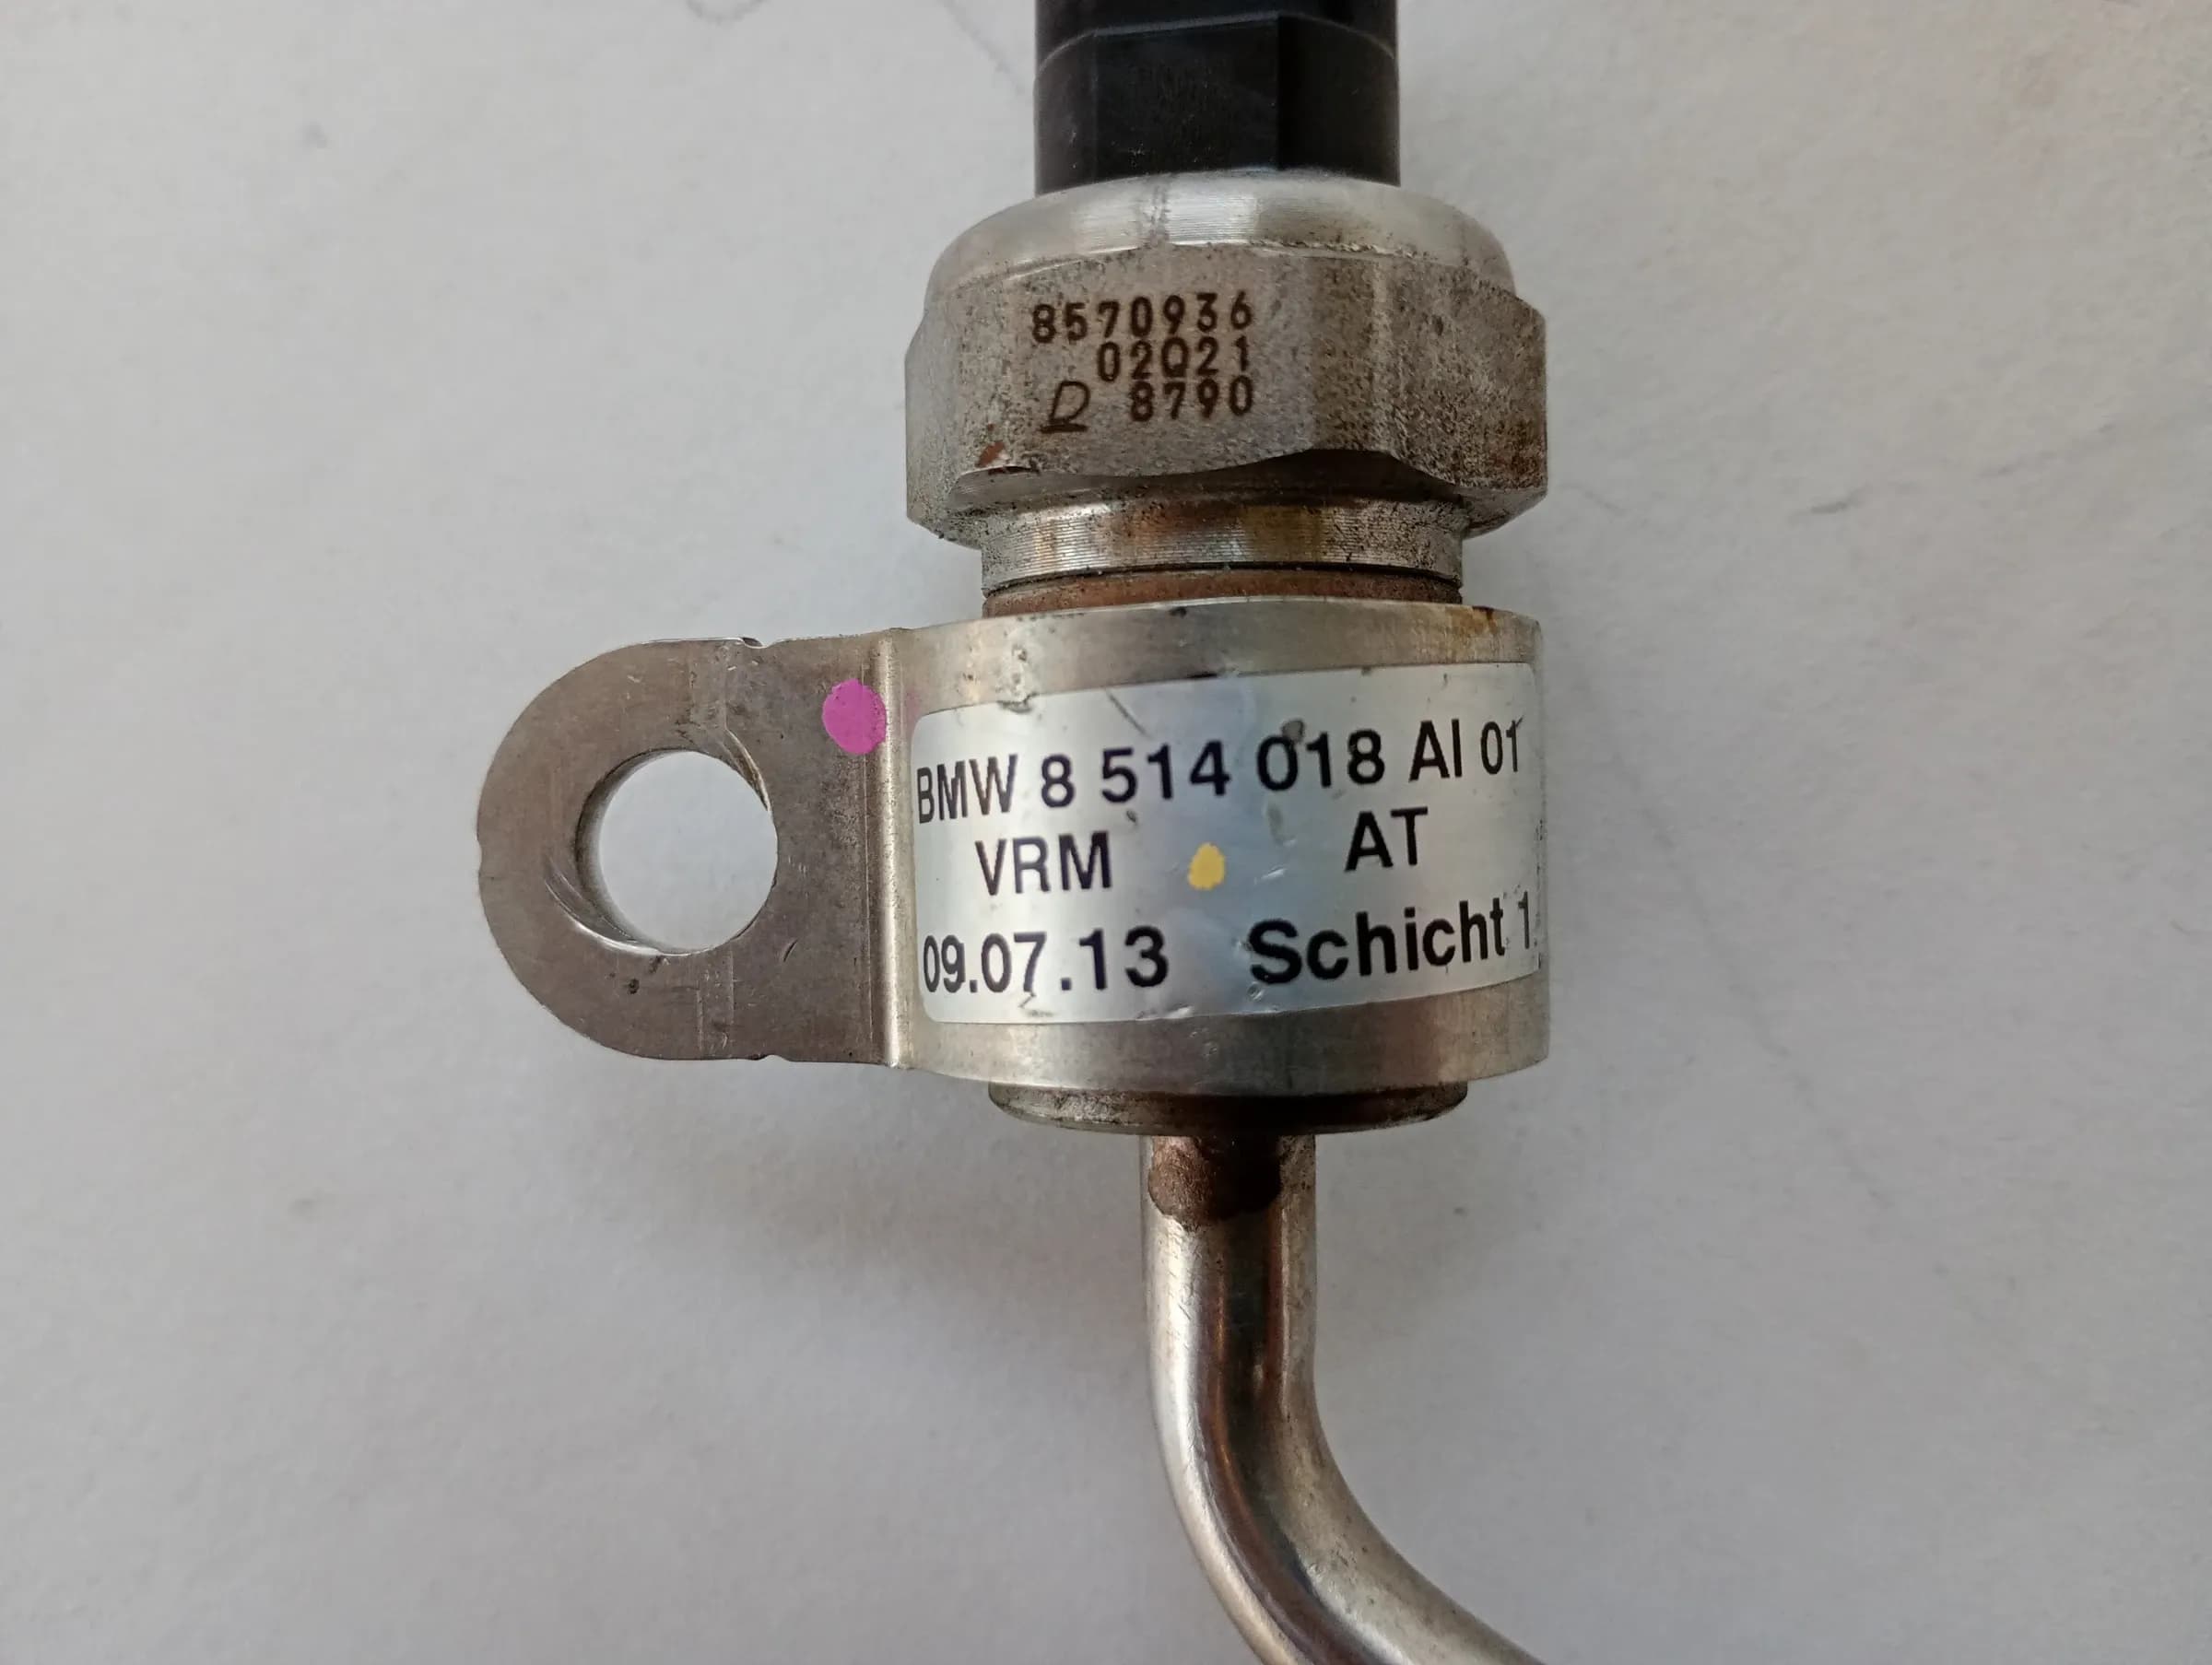 8570936
02Q21
D 8790
BMW 8 514 018 AI 01
VRM AT
09.07.13 Schicht 1